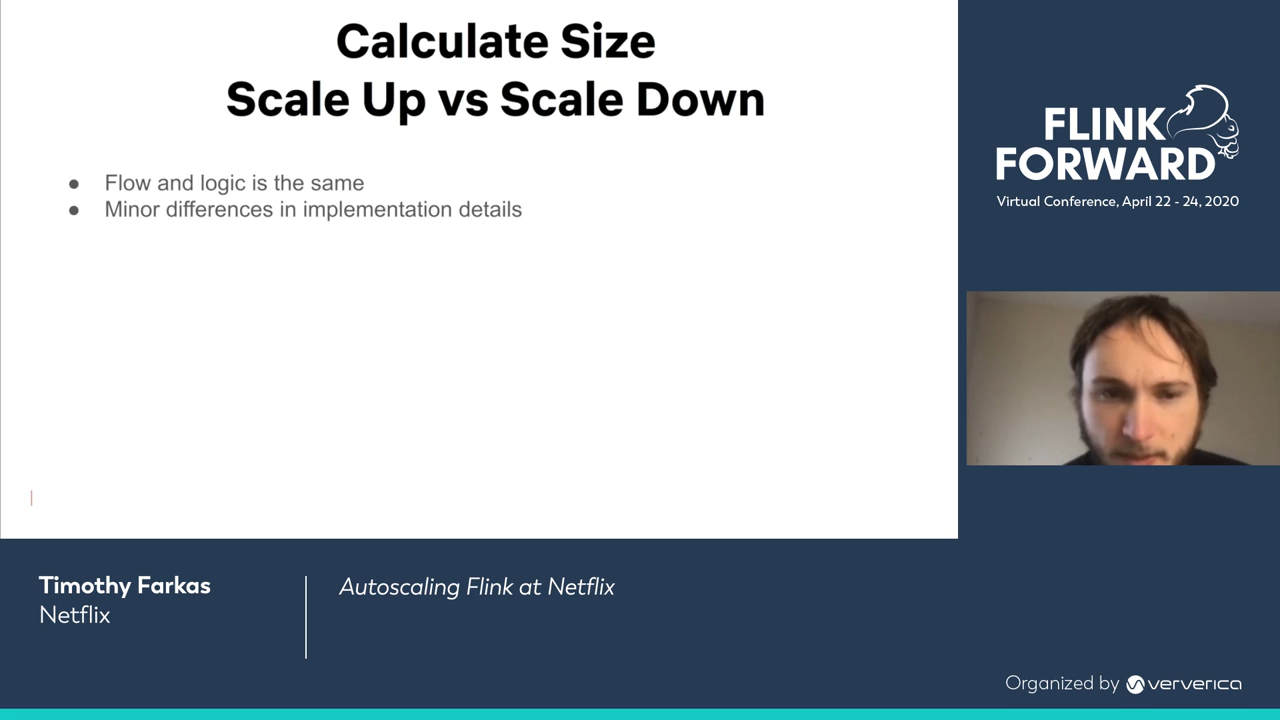 Calculate Size
Scale Up vs Scale Down
● Flow and logic is the same
● Minor differences in implementation details
FLINK
FORWARD
Virtual Conference, April 22 - 24, 2020
Timothy Farkas
Netflix
Autoscaling Flink at Netflix
Organized by ververica